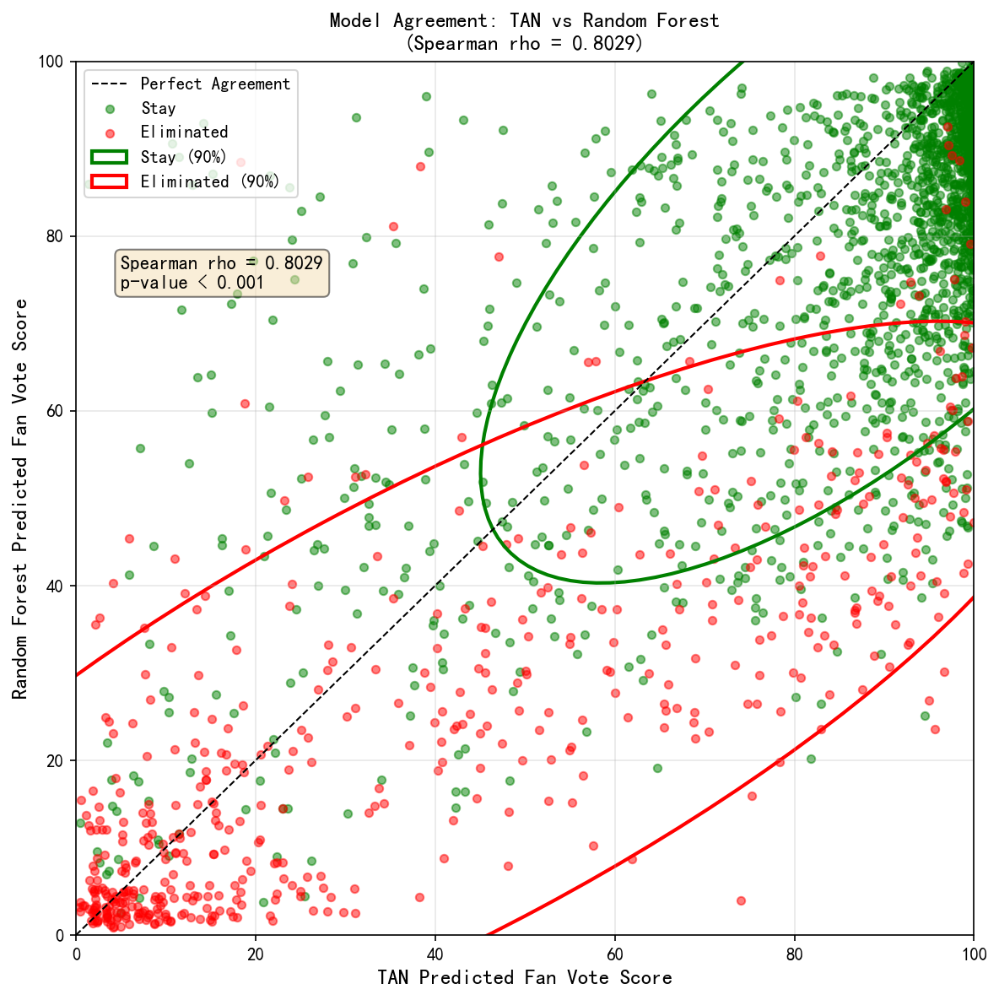 Model Agreement: TAN vs Random Forest
(Spearman rho = 0.8029)
Perfect Agreement
Stay
Eliminated
Stay (90%)
Eliminated (90%)
Spearman rho = 0.8029
p-value < 0.001
Random Forest Predicted Fan Vote Score
100
80
60
40
20
0
0
20
40
60
80
100
TAN Predicted Fan Vote Score